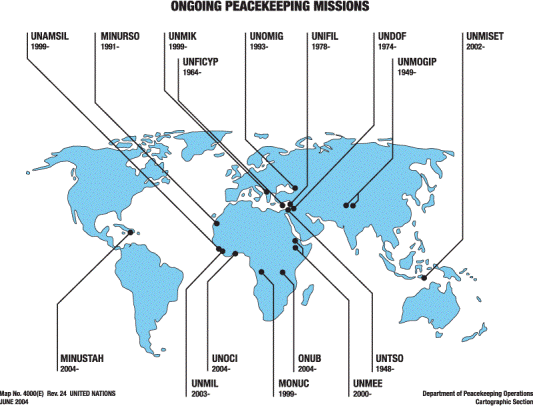 ONGOING PEACEKEEPING MISSIONS
UNAMSIL
1999-
MINURSO
1991-
UNMIK
1999-
UNFICYP
1964-
UNOMIG
1993-
UNIFIL
1978-
UNDOF
1974-
UNMOGIP
1949-
UNMISET
2002-
MINUSTAH
2004-
UNMIL
2003-
UNOCI
2004-
MONUC
1999-
ONUB
2004-
UNMEE
2000-
UNTSO
1948-
Map No. 4000(E) Rev. 24 UNITED NATIONS
JUNE 2004
Department of Peacekeeping Operations
Cartographic Section